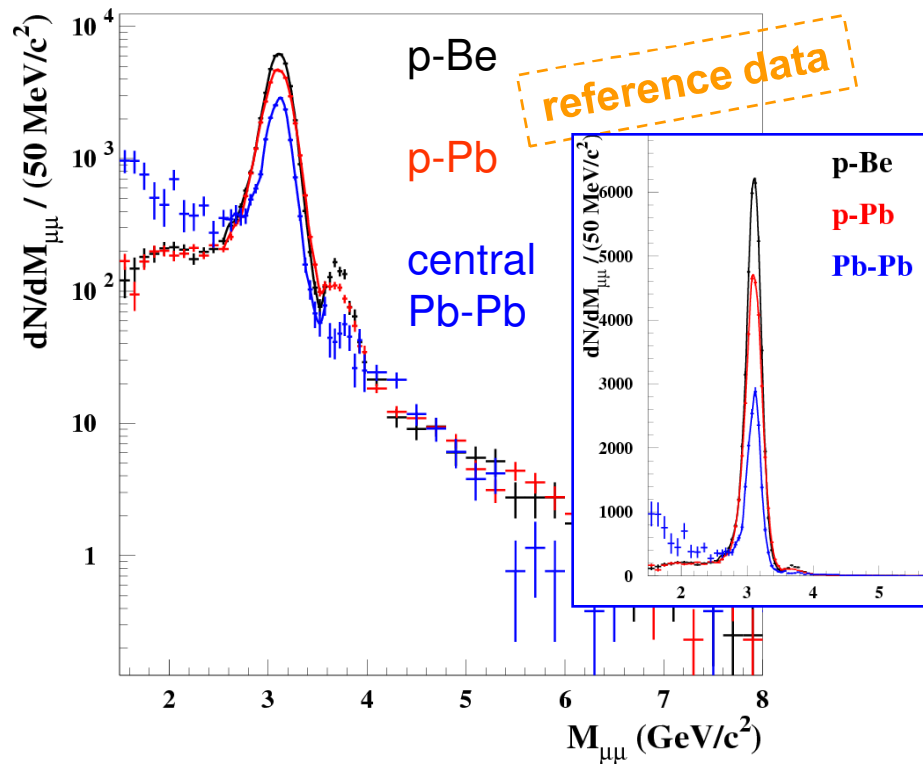 10⁴
10³
10²
10
1
dN/dM_μμ / (50 MeV/c²)
p-Be
p-Pb
central
Pb-Pb
reference data
dN/dM_μμ / (50 MeV/c²)
6000
5000
4000
3000
2000
1000
0
p-Be
p-Pb
Pb-Pb
2 3 4 5
2 3 4 5 6 7 8
M_μμ (GeV/c²)